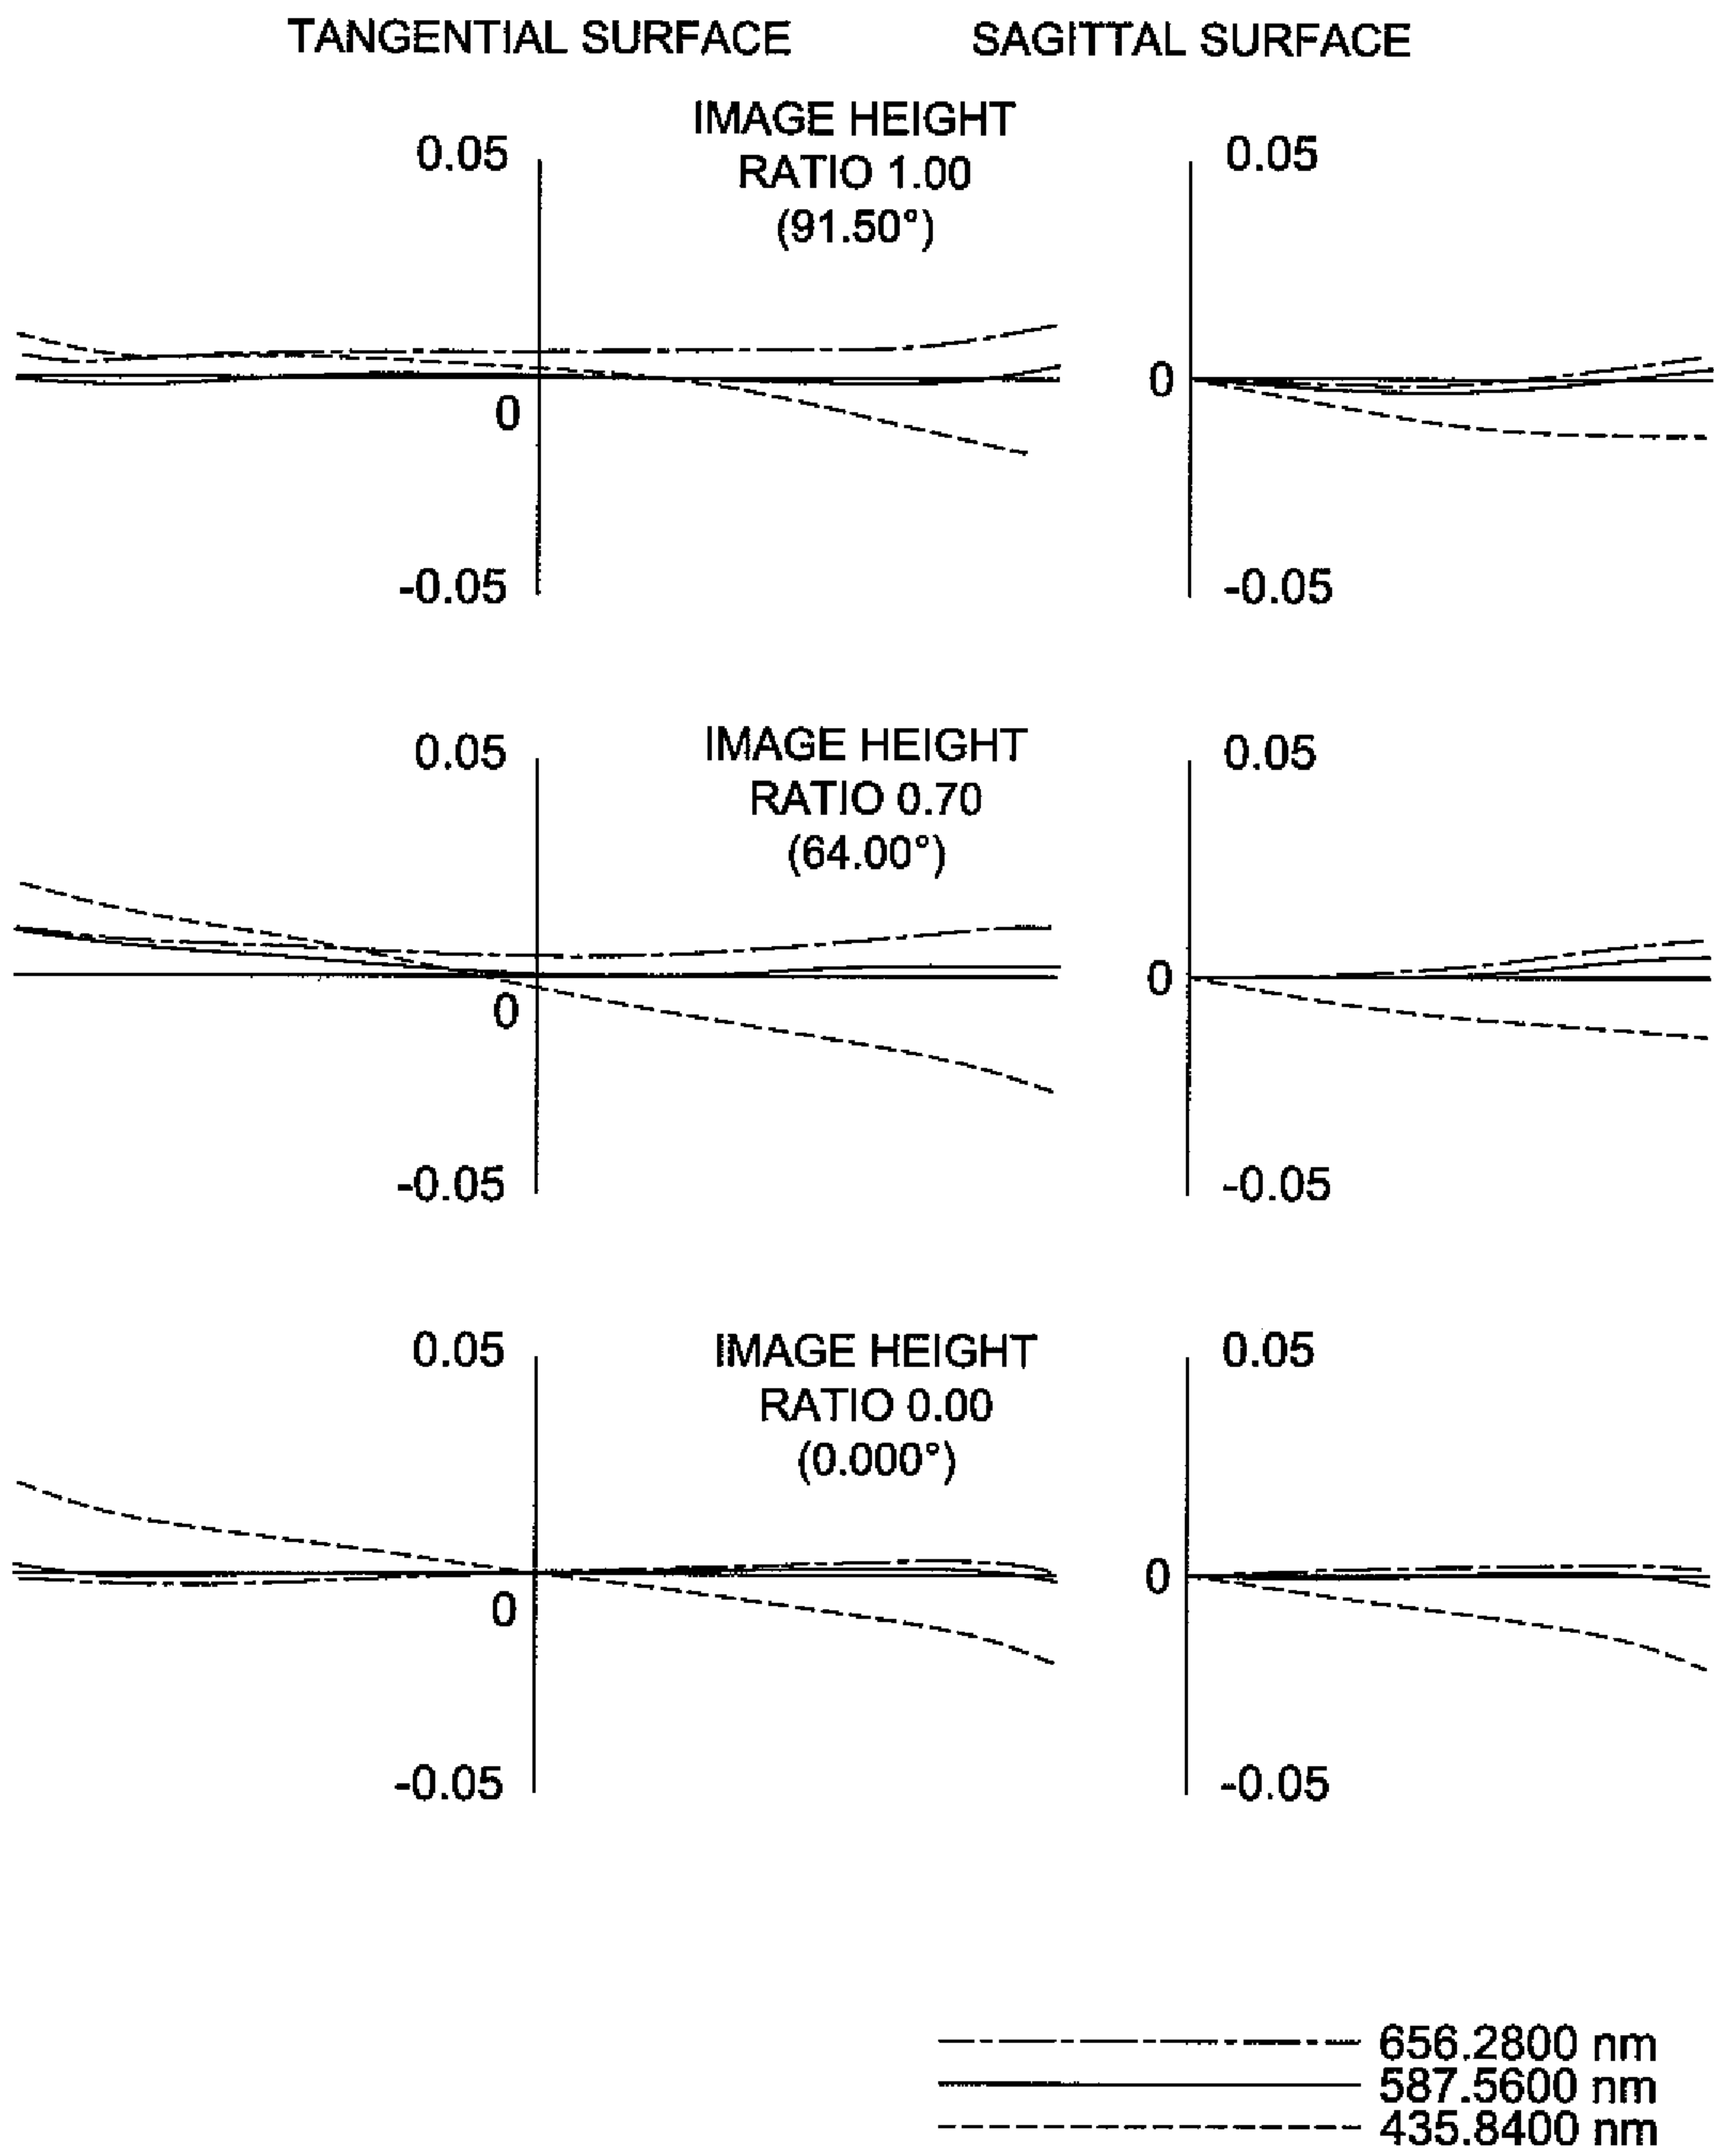 TANGENTIAL SURFACE SAGITTAL SURFACE
IMAGE HEIGHT
RATIO 1.00
(91.50°)
0.05
0
-0.05
0.05
0
-0.05
IMAGE HEIGHT
RATIO 0.70
(64.00°)
0.05
0
-0.05
0.05
0
-0.05
IMAGE HEIGHT
RATIO 0.00
(0.000°)
0.05
0
-0.05
0.05
0
-0.05
656.2800 nm
587.5600 nm
435.8400 nm